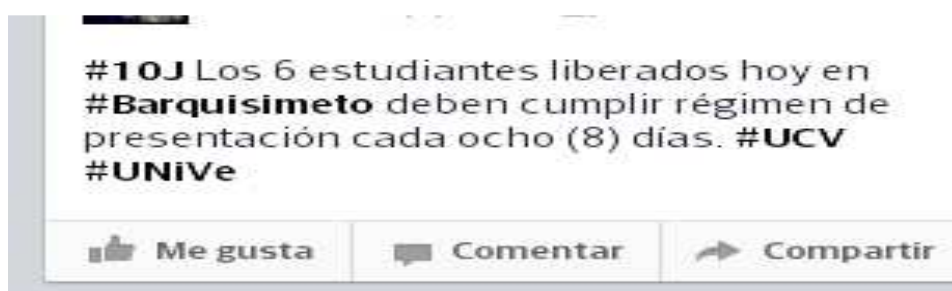 #10J Los 6 estudiantes liberados hoy en
#Barquisimeto deben cumplir régimen de
presentación cada ocho (8) días. #UCV
#UNiVe
Me gusta Comentar Compartir